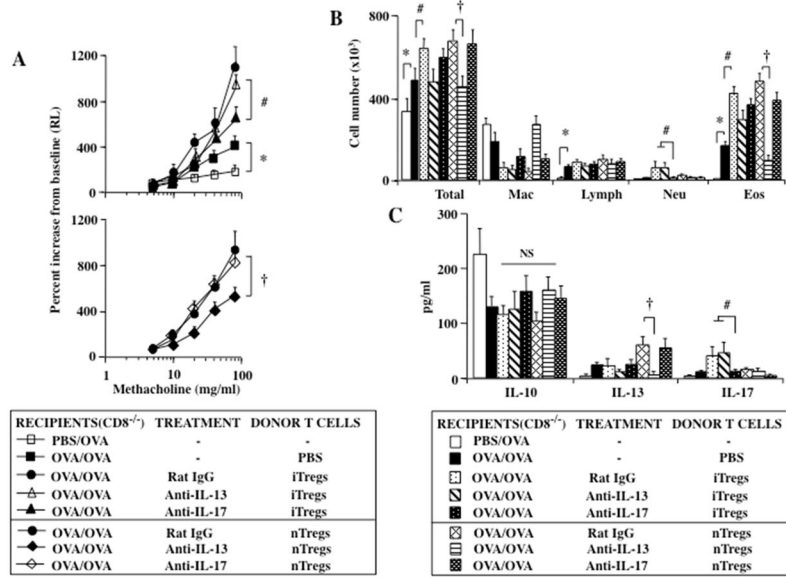 A
Percent increase from baseline (RL)
1200
800
400
0
#
*
1200
800
400
0
†
1 10 100
Methacholine (mg/ml)
B
Cell number (x10³)
800
400
0
* # †
* # * # †
Total Mac Lymph Neu Eos
C
pg/ml
300
200
100
0
NS † #
IL-10 IL-13 IL-17
RECIPIENTS(CD8-/-) TREATMENT DONOR T CELLS
PBS/OVA - -
OVA/OVA - PBS
OVA/OVA Rat IgG iTregs
OVA/OVA Anti-IL-13 iTregs
OVA/OVA Anti-IL-17 iTregs
OVA/OVA Rat IgG nTregs
OVA/OVA Anti-IL-13 nTregs
OVA/OVA Anti-IL-17 nTregs
RECIPIENTS(CD8-/-) TREATMENT DONOR T CELLS
PBS/OVA - -
OVA/OVA - PBS
OVA/OVA Rat IgG iTregs
OVA/OVA Anti-IL-13 iTregs
OVA/OVA Anti-IL-17 iTregs
OVA/OVA Rat IgG nTregs
OVA/OVA Anti-IL-13 nTregs
OVA/OVA Anti-IL-17 nTregs